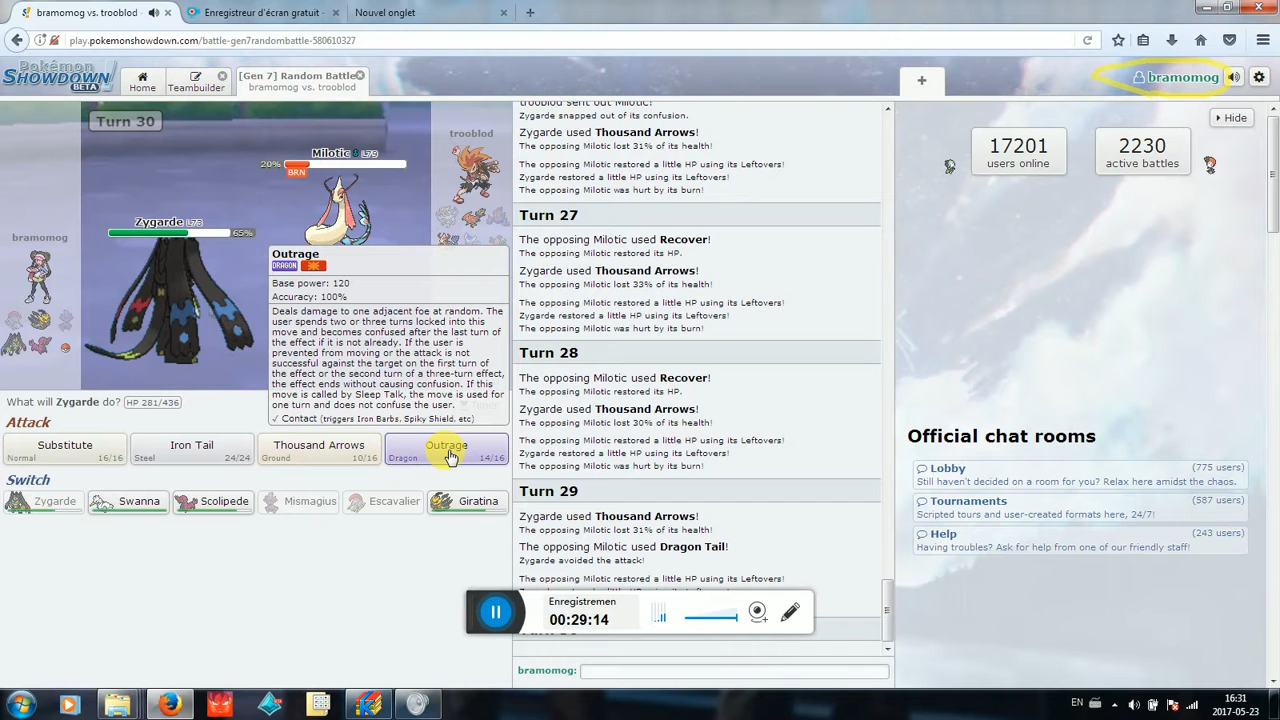 bramomog vs. trooblod -
Enregistreur d'écran gratuit -
Nouvel onglet
play.pokemonshowdown.com/battle-gen7randombattle-580610327
Pokémon
SHOWDOWN
BETA
Home
Teambuilder
[Gen 7] Random Battle
bramomog vs. trooblod
+
bramomog
Turn 30
Milotic L79
20%
BRN
Zygarde L73
65%
trooblod
bramomog
Outrage
DRAGON
Base power: 120
Accuracy: 100%
Deals damage to one adjacent foe at random. The
user spends two or three turns locked into this
move and becomes confused after the last turn of
the effect if it is not already. If the user is
prevented from moving or the attack is not
successful against the target on the first turn of
the effect or the second turn of a three-turn effect,
the effect ends without causing confusion. If this
move is called by Sleep Talk, the move is used for
one turn and does not confuse the user.
✓ Contact (triggers Iron Barbs, Spiky Shield, etc)
What will Zygarde do? HP 281/436
Attack
Substitute
Normal 16/16
Iron Tail
Steel 24/24
Thousand Arrows
Ground 10/16
Outrage
Dragon 14/16
Switch
Zygarde
Swanna
Scolipede
Mismagius
Escavalier
Giratina
trooblod sent out Milotic!
Zygarde snapped out of its confusion.
Zygarde used Thousand Arrows!
The opposing Milotic lost 31% of its health!
The opposing Milotic restored a little HP using its Leftovers!
Zygarde restored a little HP using its Leftovers!
The opposing Milotic was hurt by its burn!
Turn 27
The opposing Milotic used Recover!
The opposing Milotic restored its HP.
Zygarde used Thousand Arrows!
The opposing Milotic lost 33% of its health!
The opposing Milotic restored a little HP using its Leftovers!
Zygarde restored a little HP using its Leftovers!
The opposing Milotic was hurt by its burn!
Turn 28
The opposing Milotic used Recover!
The opposing Milotic restored its HP.
Zygarde used Thousand Arrows!
The opposing Milotic lost 30% of its health!
The opposing Milotic restored a little HP using its Leftovers!
Zygarde restored a little HP using its Leftovers!
The opposing Milotic was hurt by its burn!
Turn 29
Zygarde used Thousand Arrows!
The opposing Milotic lost 31% of its health!
The opposing Milotic used Dragon Tail!
Zygarde avoided the attack!
The opposing Milotic restored a little HP using its Leftovers!
bramomog:
Enregistremen
00:29:14
Hide
17201
users online
2230
active battles
Official chat rooms
Lobby (775 users)
Still haven't decided on a room for you? Relax here amidst the chaos.
Tournaments (587 users)
Scripted tours and user-created formats here, 24/7!
Help (243 users)
Having troubles? Ask for help from one of our friendly staff!
EN
16:31
2017-05-23